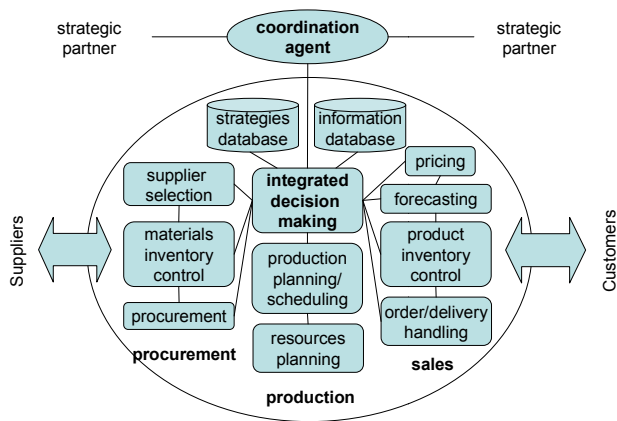 strategic
partner
coordination
agent
strategic
partner
strategies
database
information
database
pricing
supplier
selection
integrated
decision
making
forecasting
materials
inventory
control
production
planning/
scheduling
product
inventory
control
procurement
resources
planning
order/delivery
handling
procurement
sales
production
Suppliers
Customers